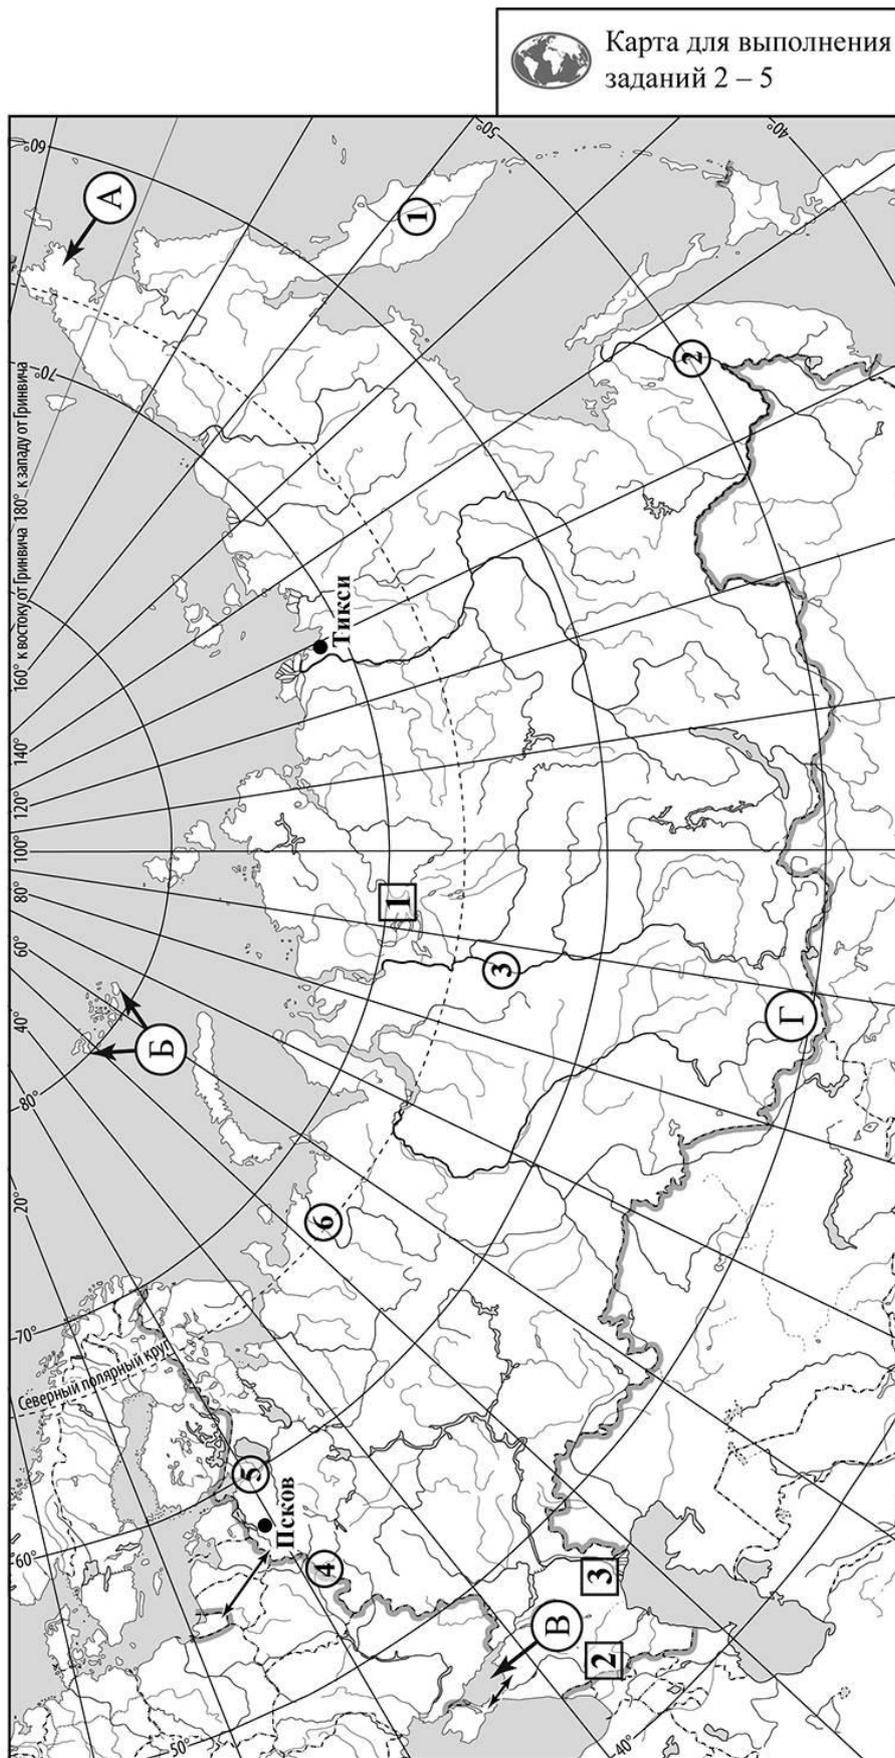 Карта для выполнения
заданий 2 – 5
160° к востоку от Гринвича 180° к западу от Гринвича
140°
120°
100°
80°
60°
40°
20°
60°
70°
80°
70°
60°
50°
50°
40°
40°
А
Б
В
Г
1
2
3
4
5
6
1
2
3
Тикси
Псков
Северный полярный круг